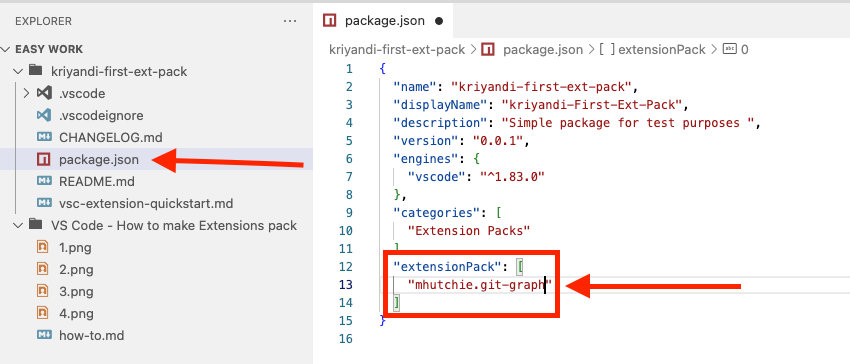 EXPLORER
EASY WORK
kriyandi-first-ext-pack
.vscode
.vscodeignore
CHANGELOG.md
package.json
README.md
vsc-extension-quickstart.md
VS Code - How to make Extensions pack
1.png
2.png
3.png
4.png
how-to.md
package.json
kriyandi-first-ext-pack > package.json > [ ] extensionPack > abc 0
1 {
2 "name": "kriyandi-first-ext-pack",
3 "displayName": "kriyandi-First-Ext-Pack",
4 "description": "Simple package for test purposes ",
5 "version": "0.0.1",
6 "engines": {
7 "vscode": "^1.83.0"
8 },
9 "categories": [
10 "Extension Packs"
11 ]
12 "extensionPack": [
13 "mhutchie.git-graph"
14 ]
15 }
16